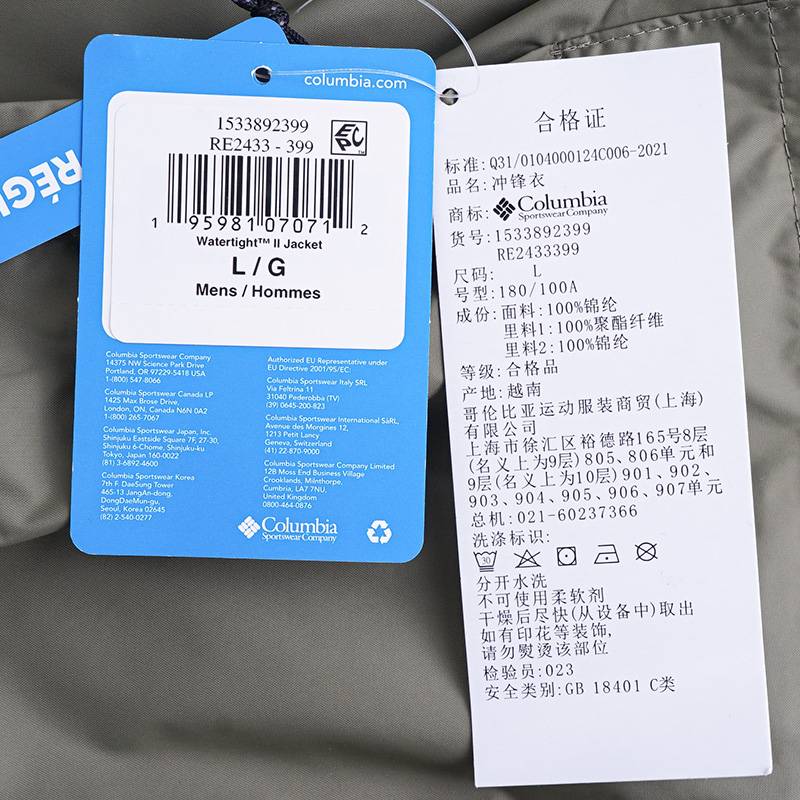 RÉGU
columbia.com
1533892399
RE2433 - 399
EPC
1 95981 07071 2
Watertight™ II Jacket
L / G
Mens / Hommes
Columbia Sportswear Company
14375 NW Science Park Drive
Portland, OR 97229-5418 USA
1-(800) 547-8066
Columbia Sportswear Canada LP
1425 Max Brose Drive,
London, ON, Canada N6N 0A2
1-(800) 265-7067
Columbia Sportswear Japan, Inc.
Shinjuku Eastside Square 7F, 27-30,
Shinjuku 6-Chome, Shinjuku-ku
Tokyo, Japan 160-0022
(81) 3-6892-4600
Columbia Sportswear Korea
7th F. DaeSung Tower
465-13 JangAn-dong,
DongDaeMun-gu,
Seoul, Korea 02645
(82) 2-540-0277
Authorized EU Representative under
EU Directive 2001/95/EC:
Columbia Sportswear Italy SRL
Via Feltrina 11
31040 Pederobba (TV)
(39) 0645-200-823
Columbia Sportswear International SàRL,
Avenue des Morgines 12,
1213 Petit Lancy
Geneva, Switzerland
(41) 22-870-9000
Columbia Sportswear Company Limited
12B Moss End Business Village
Crooklands, Milnthorpe,
Cumbria, LA7 7NU,
United Kingdom
0800-464-0876
Columbia
Sportswear Company
合格证
标准:Q31/0104000124C006-2021
品名:冲锋衣
商标:Columbia
Sportswear Company
货号:1533892399
RE2433399
尺码: L
号型:180/100A
成份:面料:100%锦纶
里料1:100%聚酯纤维
里料2:100%锦纶
等级:合格品
产地:越南
哥伦比亚运动服装商贸(上海)
有限公司
上海市徐汇区裕德路165号8层
(名义上为9层)805、806单元和
9层(名义上为10层)901、902、
903、904、905、906、907单元
总机:021-60237366
洗涤标识:
30
分开水洗
不可使用柔软剂
干燥后尽快(从设备中)取出
如有印花等装饰,
请勿熨烫该部位
检验员:023
安全类别:GB 18401 C类